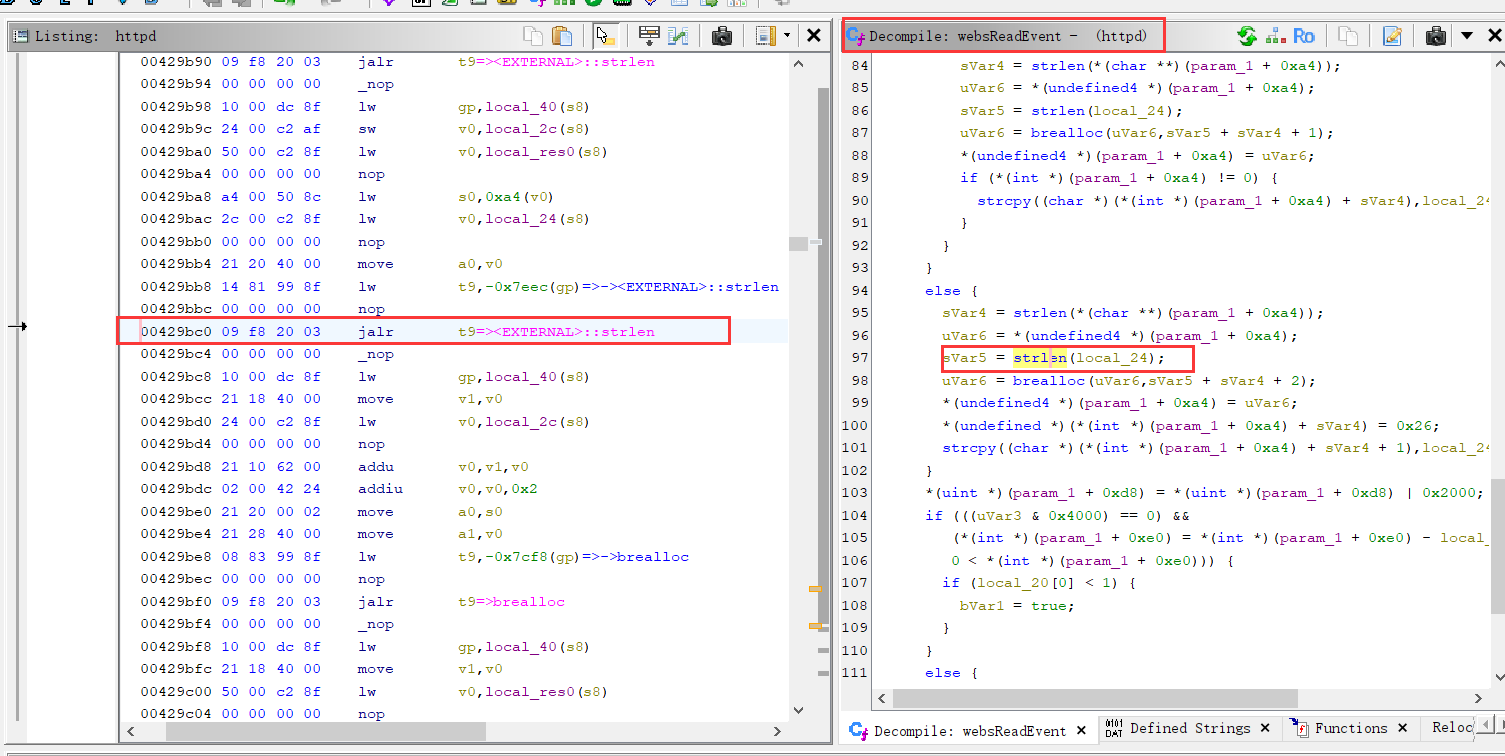 Listing: httpd
00429b90 09 f8 20 03 jalr t9=><EXTERNAL>::strlen
00429b94 00 00 00 00 _nop
00429b98 10 00 dc 8f lw gp,local_40(s8)
00429b9c 24 00 c2 af sw v0,local_2c(s8)
00429ba0 50 00 c2 8f lw v0,local_res0(s8)
00429ba4 00 00 00 00 nop
00429ba8 a4 00 50 8c lw s0,0xa4(v0)
00429bac 2c 00 c2 8f lw v0,local_24(s8)
00429bb0 00 00 00 00 nop
00429bb4 21 20 40 00 move a0,v0
00429bb8 14 81 99 8f lw t9,-0x7eec(gp)=>-><EXTERNAL>::strlen
00429bbc 00 00 00 00 nop
00429bc0 09 f8 20 03 jalr t9=><EXTERNAL>::strlen
00429bc4 00 00 00 00 _nop
00429bc8 10 00 dc 8f lw gp,local_40(s8)
00429bcc 21 18 40 00 move v1,v0
00429bd0 24 00 c2 8f lw v0,local_2c(s8)
00429bd4 00 00 00 00 nop
00429bd8 21 10 62 00 addu v0,v1,v0
00429bdc 02 00 42 24 addiu v0,v0,0x2
00429be0 21 20 00 02 move a0,s0
00429be4 21 28 40 00 move a1,v0
00429be8 08 83 99 8f lw t9,-0x7cf8(gp)=>->brealloc
00429bec 00 00 00 00 nop
00429bf0 09 f8 20 03 jalr t9=>brealloc
00429bf4 00 00 00 00 _nop
00429bf8 10 00 dc 8f lw gp,local_40(s8)
00429bfc 21 18 40 00 move v1,v0
00429c00 50 00 c2 8f lw v0,local_res0(s8)
00429c04 00 00 00 00 nop
Decompile: websReadEvent - (httpd)
Ro
84 sVar4 = strlen(*(char **)(param_1 + 0xa4));
85 uVar6 = *(undefined4 *)(param_1 + 0xa4);
86 sVar5 = strlen(local_24);
87 uVar6 = brealloc(uVar6,sVar5 + sVar4 + 1);
88 *(undefined4 *)(param_1 + 0xa4) = uVar6;
89 if (*(int *)(param_1 + 0xa4) != 0) {
90 strcpy((char *)(*(int *)(param_1 + 0xa4) + sVar4),local_24
91 }
92 }
93 }
94 else {
95 sVar4 = strlen(*(char **)(param_1 + 0xa4));
96 uVar6 = *(undefined4 *)(param_1 + 0xa4);
97 sVar5 = strlen(local_24);
98 uVar6 = brealloc(uVar6,sVar5 + sVar4 + 2);
99 *(undefined4 *)(param_1 + 0xa4) = uVar6;
100 *(undefined *)(*(int *)(param_1 + 0xa4) + sVar4) = 0x26;
101 strcpy((char *)(*(int *)(param_1 + 0xa4) + sVar4 + 1),local_24
102 }
103 *(uint *)(param_1 + 0xd8) = *(uint *)(param_1 + 0xd8) | 0x2000;
104 if (((uVar3 & 0x4000) == 0) &&
105 (*(int *)(param_1 + 0xe0) = *(int *)(param_1 + 0xe0) - local_
106 0 < *(int *)(param_1 + 0xe0))) {
107 if (local_20[0] < 1) {
108 bVar1 = true;
109 }
110 }
111 else {
Decompile: websReadEvent
0101 DAT Defined Strings
Functions
Reloc